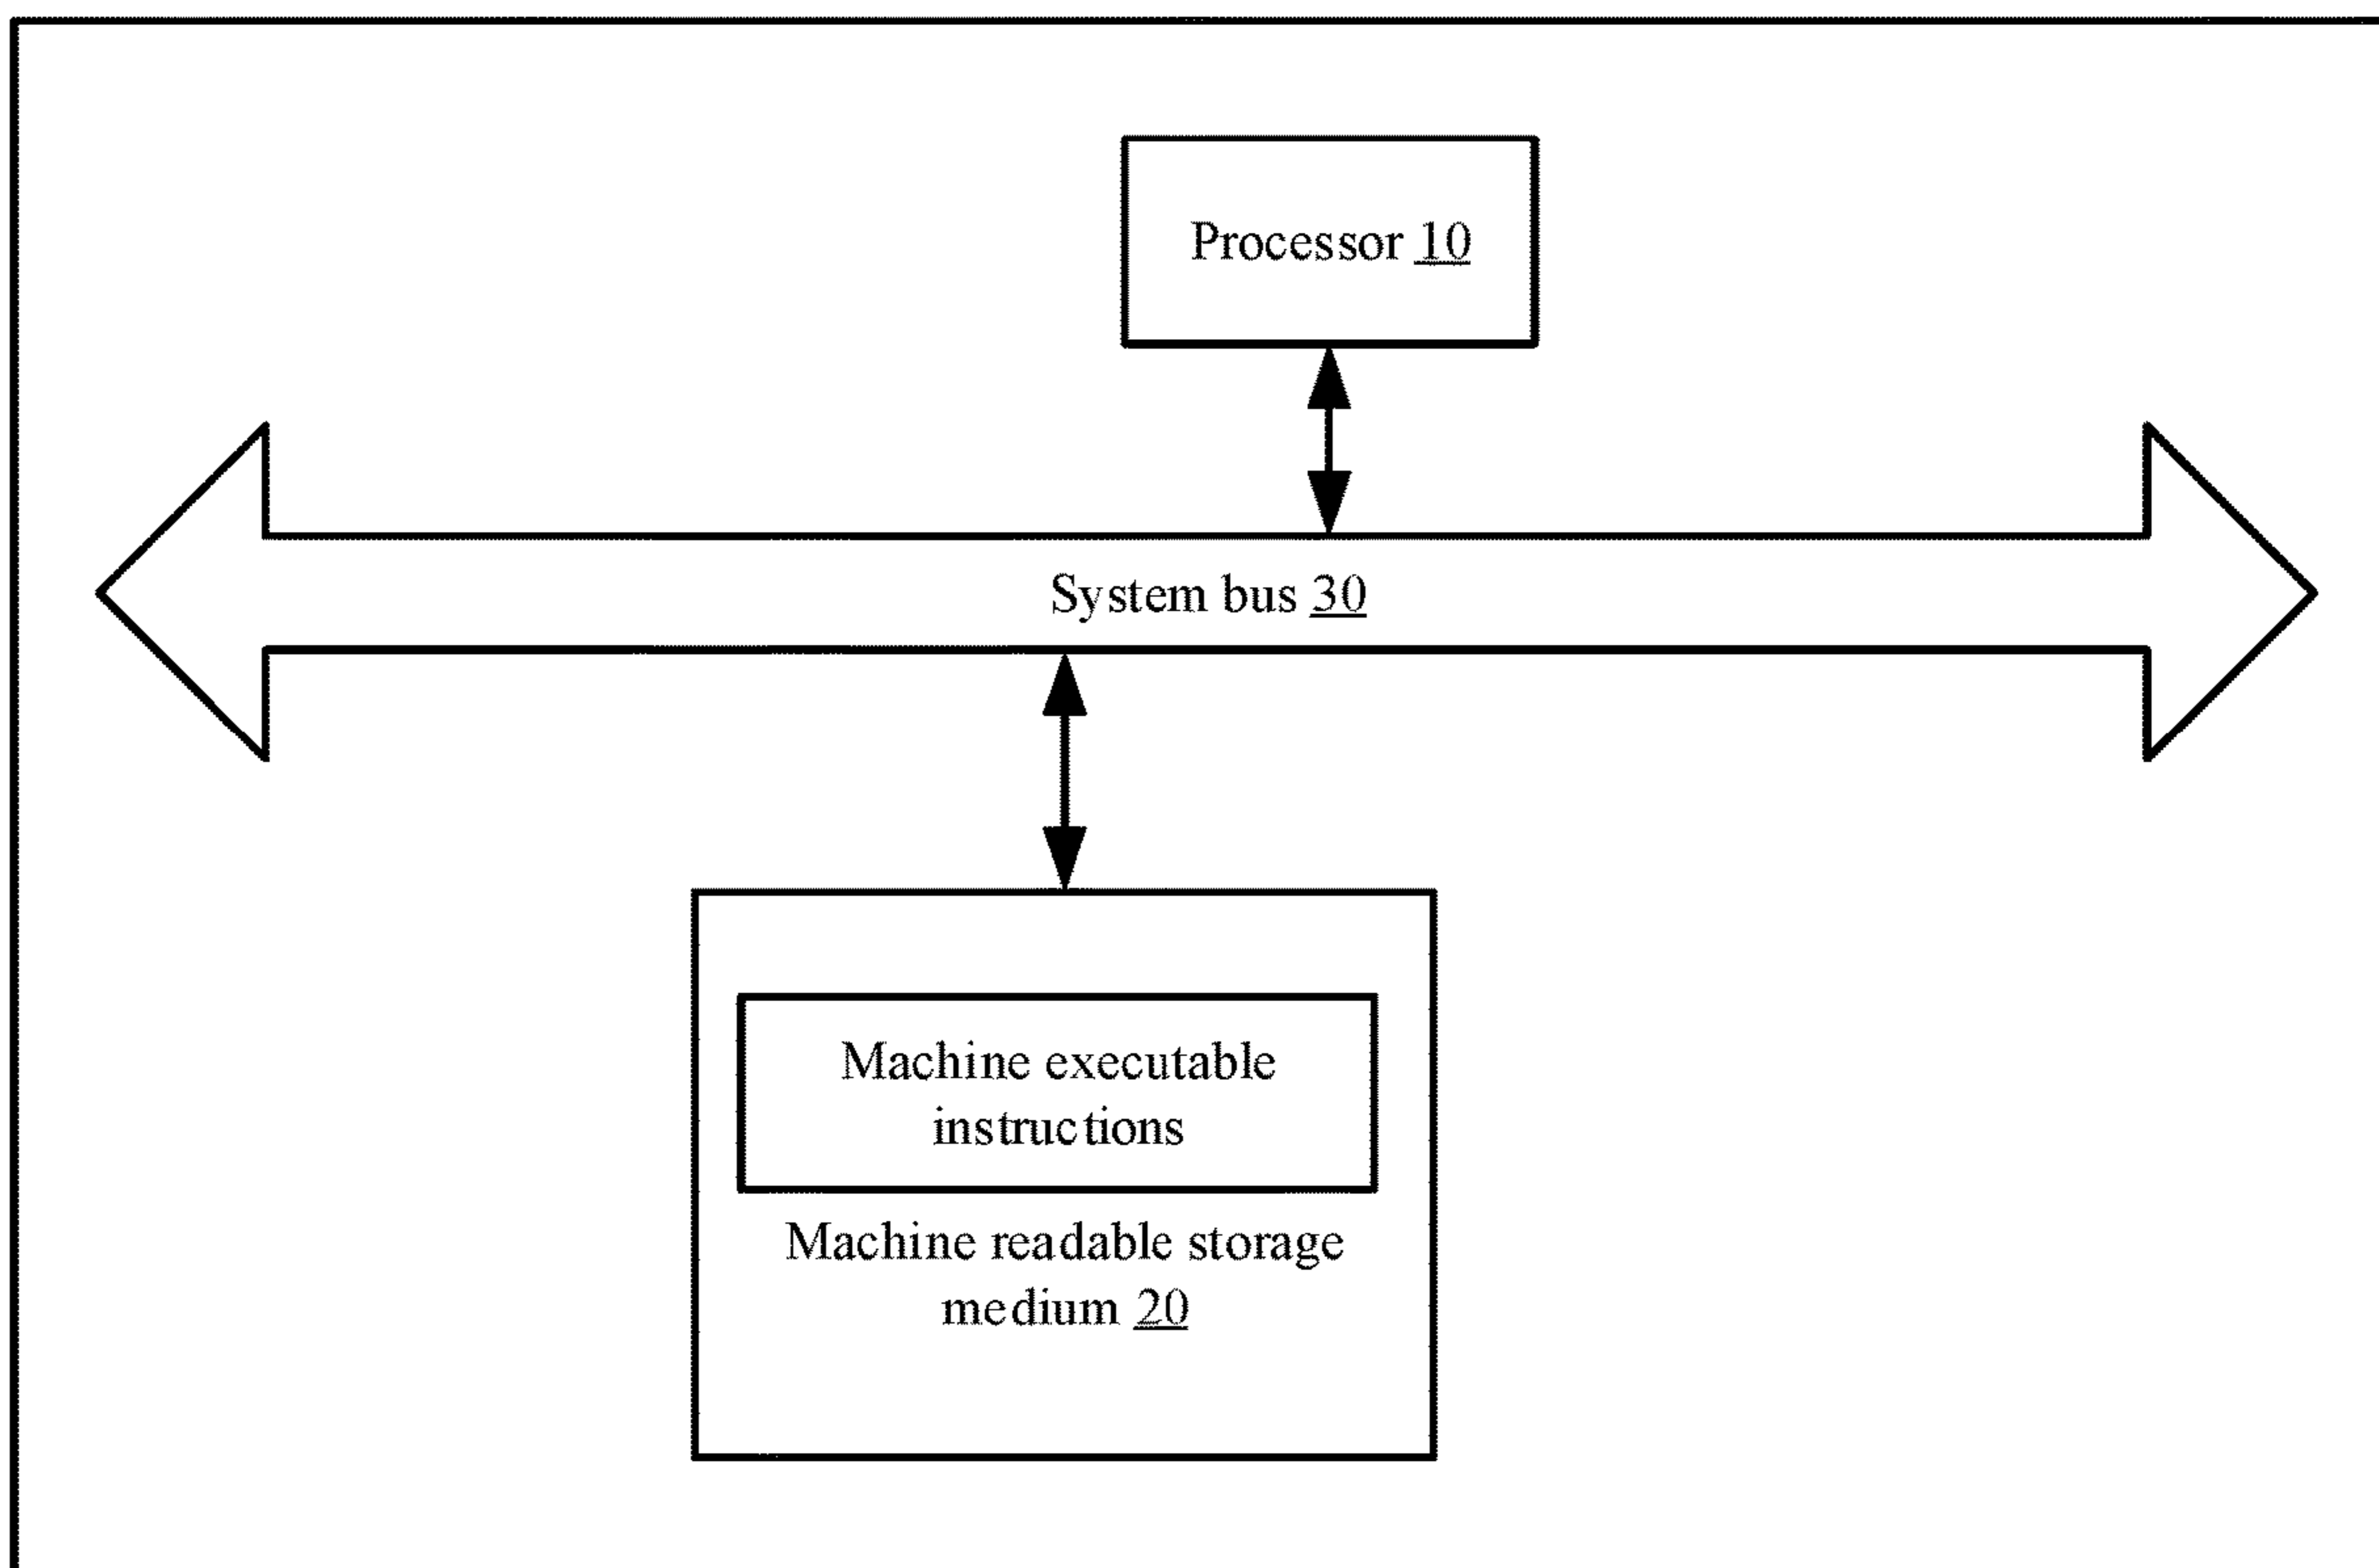 Processor 10
System bus 30
Machine executable
instructions
Machine readable storage
medium 20